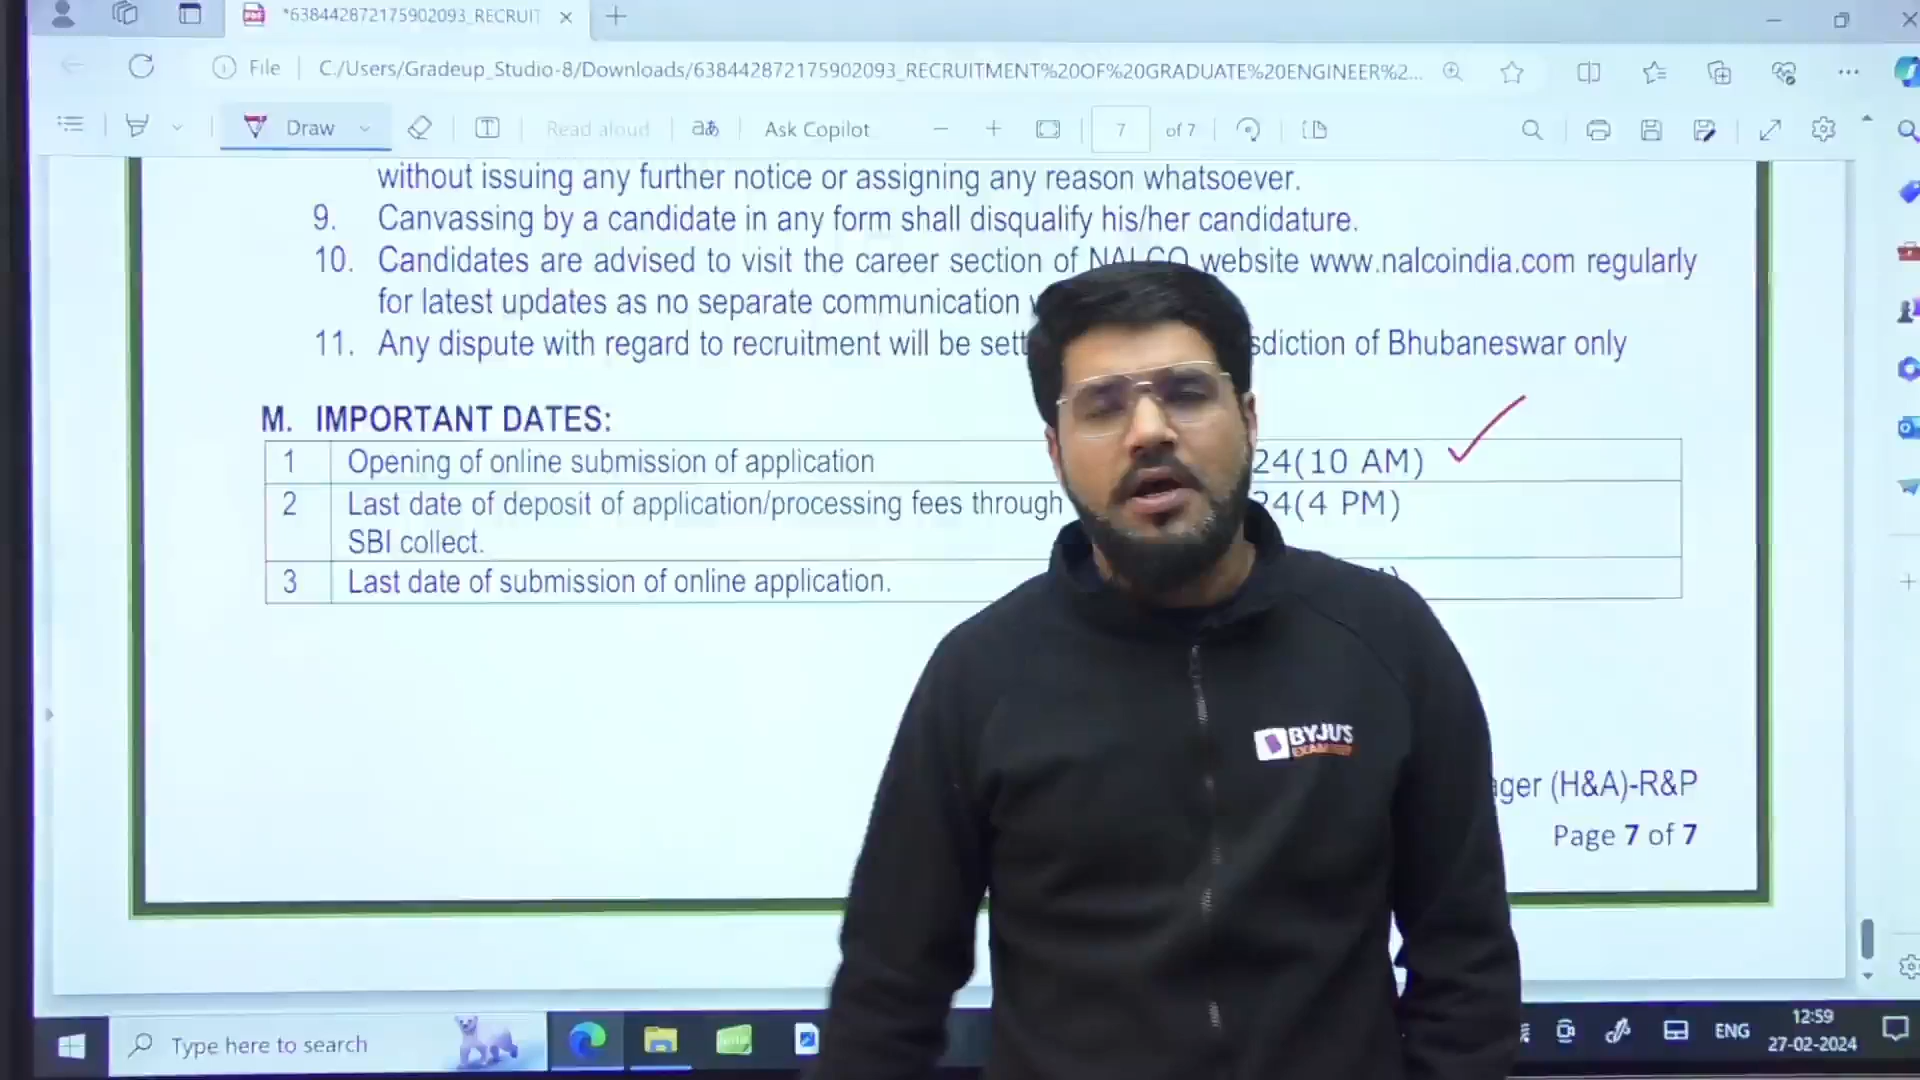 *638442872175902093_RECRUIT
File
C:/Users/Gradeup_Studio-8/Downloads/638442872175902093_RECRUITMENT%20OF%20GRADUATE%20ENGINEER%2...
Draw
Read aloud
aあ
Ask Copilot
7 of 7
without issuing any further notice or assigning any reason whatsoever.
9. Canvassing by a candidate in any form shall disqualify his/her candidature.
10. Candidates are advised to visit the career section of NALCO website www.nalcoindia.com regularly
for latest updates as no separate communication
11. Any dispute with regard to recruitment will be of Bhubaneswar only
M. IMPORTANT DATES:
1 Opening of online submission of application 24(10 AM)
2 Last date of deposit of application/processing fees through 24(4 PM)
SBI collect.
3 Last date of submission of online application.
BYJU'S
(H&A)-R&P
Page 7 of 7
Type here to search
ENG
12:59
27-02-2024